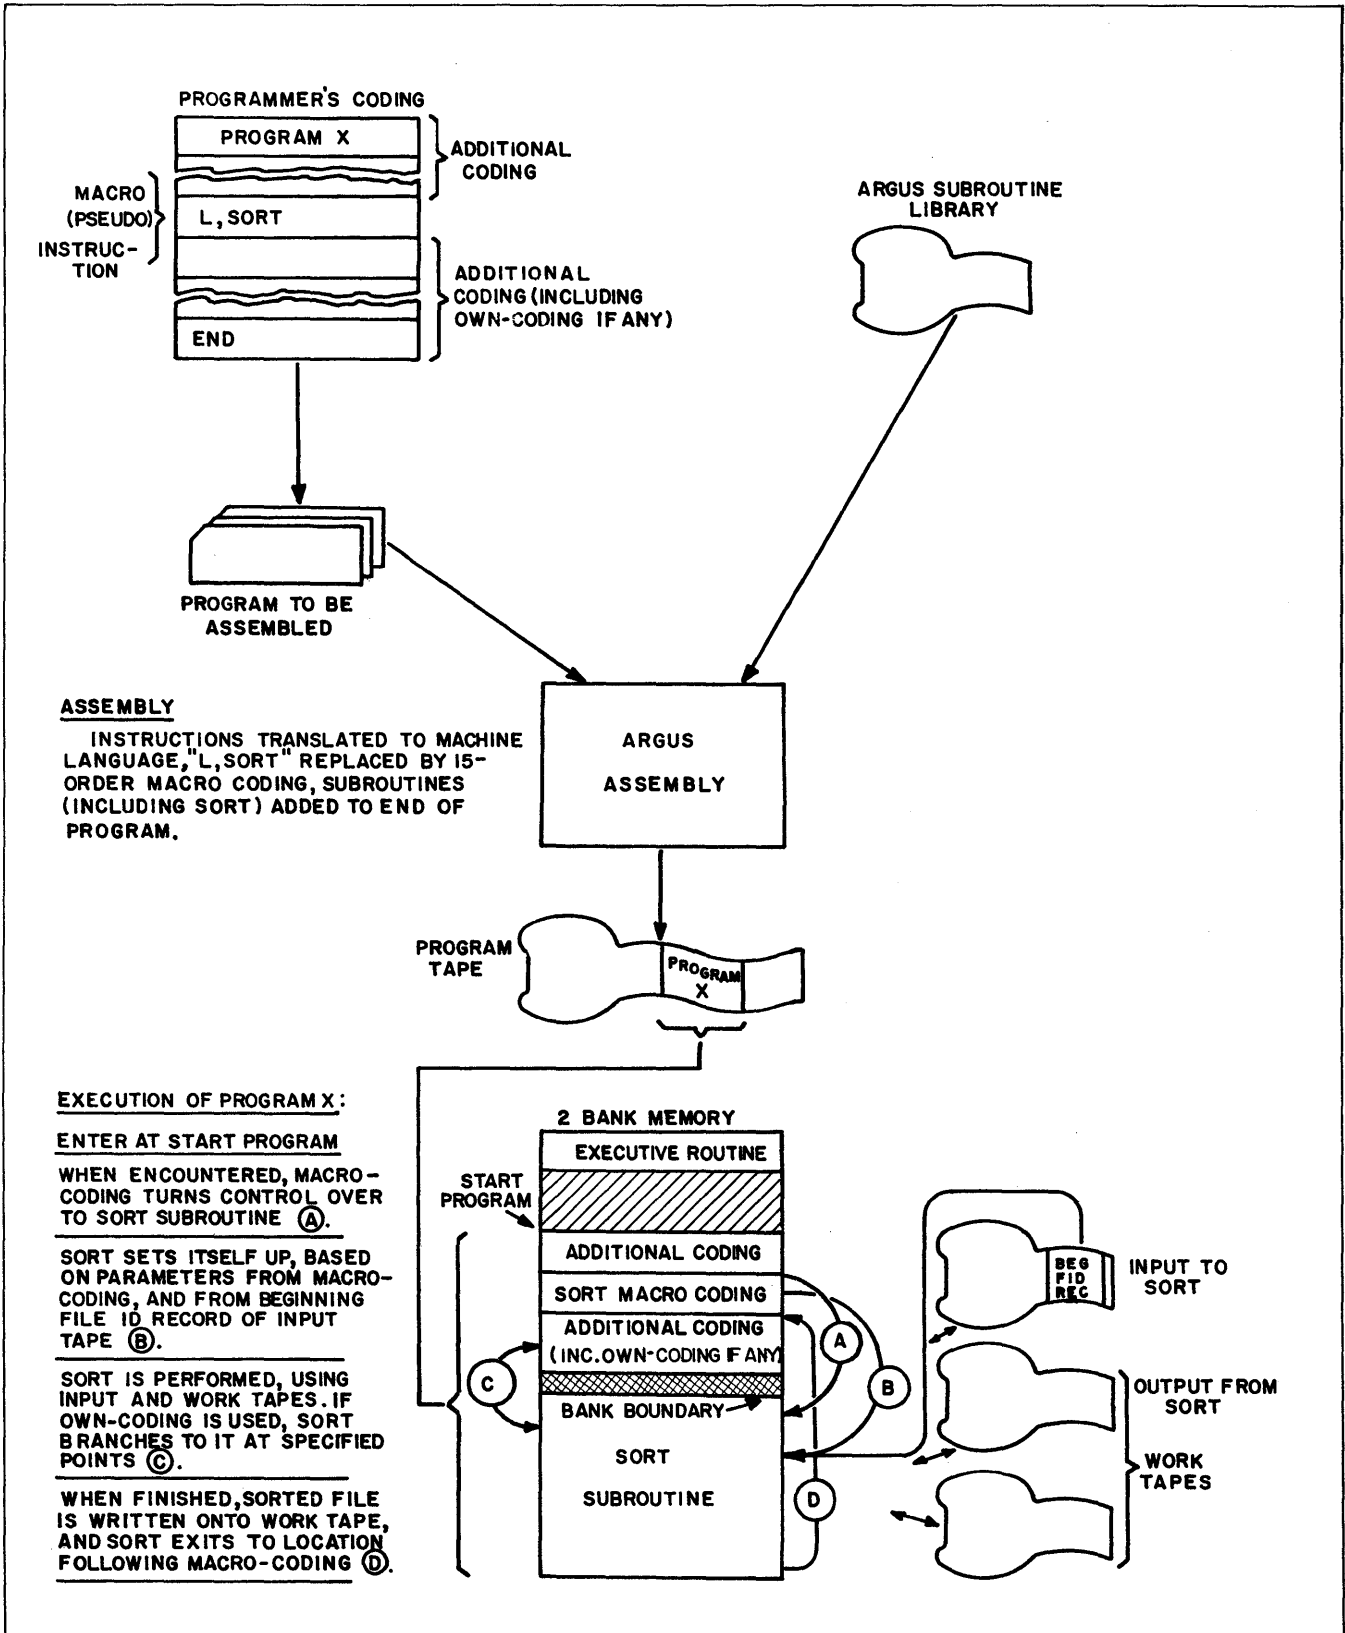 PROGRAMMER'S CODING
PROGRAM X
ADDITIONAL
CODING
MACRO
(PSEUDO)
INSTRUC-
TION
L,SORT
ADDITIONAL
CODING (INCLUDING
OWN-CODING IF ANY)
END
ARGUS SUBROUTINE
LIBRARY
PROGRAM TO BE
ASSEMBLED
ASSEMBLY
INSTRUCTIONS TRANSLATED TO MACHINE
LANGUAGE,"L,SORT" REPLACED BY 15-
ORDER MACRO CODING, SUBROUTINES
(INCLUDING SORT) ADDED TO END OF
PROGRAM.
ARGUS
ASSEMBLY
PROGRAM
TAPE
PROGRAM
X
EXECUTION OF PROGRAM X:
ENTER AT START PROGRAM
WHEN ENCOUNTERED, MACRO-
CODING TURNS CONTROL OVER
TO SORT SUBROUTINE (A).
SORT SETS ITSELF UP, BASED
ON PARAMETERS FROM MACRO-
CODING, AND FROM BEGINNING
FILE ID RECORD OF INPUT
TAPE (B).
SORT IS PERFORMED, USING
INPUT AND WORK TAPES. IF
OWN-CODING IS USED, SORT
BRANCHES TO IT AT SPECIFIED
POINTS (C).
WHEN FINISHED, SORTED FILE
IS WRITTEN ONTO WORK TAPE,
AND SORT EXITS TO LOCATION
FOLLOWING MACRO-CODING (D).
2 BANK MEMORY
EXECUTIVE ROUTINE
START
PROGRAM
ADDITIONAL CODING
SORT MACRO CODING
ADDITIONAL CODING
(INC. OWN-CODING IF ANY)
BANK BOUNDARY
SORT
SUBROUTINE
A
B
C
D
BEG
FID
REC
INPUT TO
SORT
OUTPUT FROM
SORT
WORK
TAPES